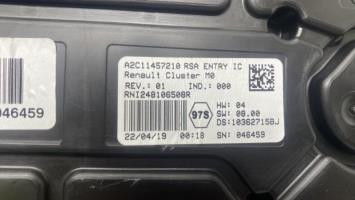 A2C11457210 RSA ENTRY IC
Renault Cluster M0
REV.: 01 IND.: 000
RNI248106508R
HW: 04
SW: 08.00
97S
DS:10362715BJ
22/04/19 00:18 SN: 046459
046459